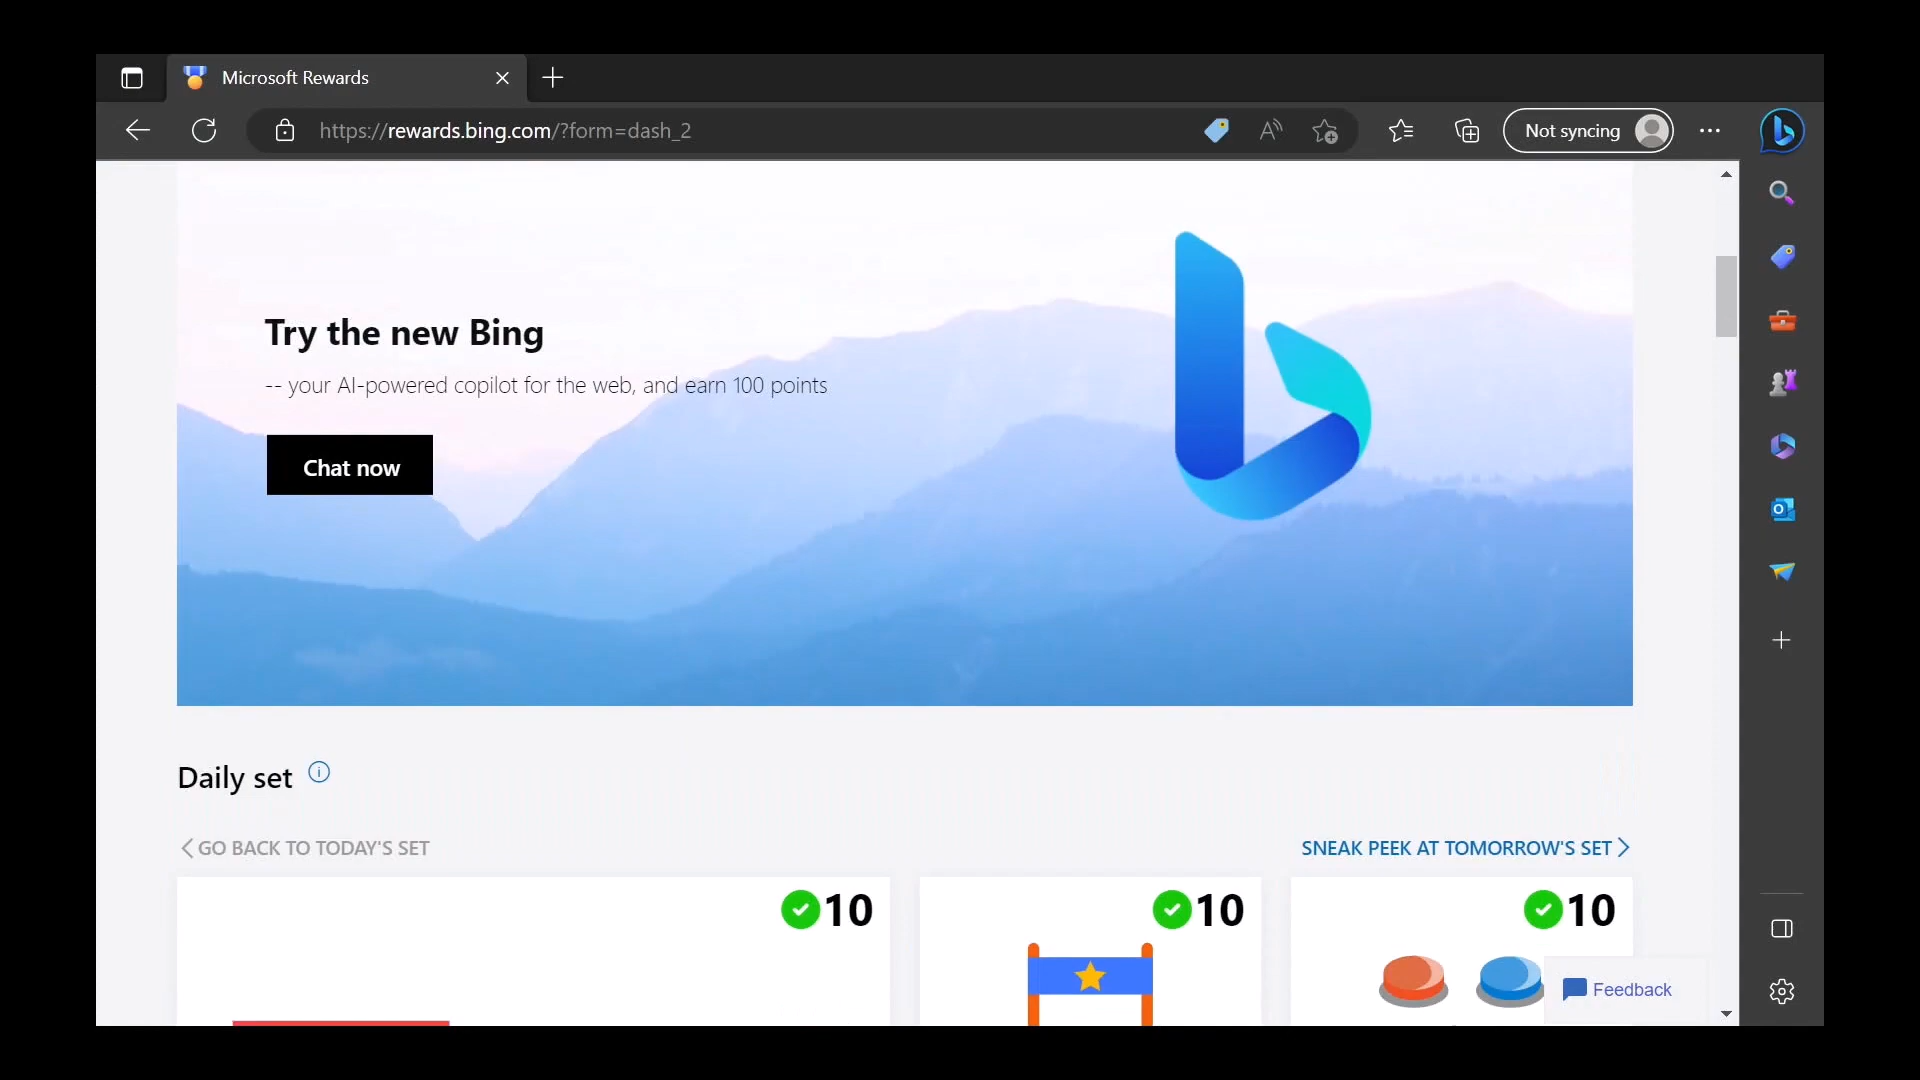 Microsoft Rewards
https://rewards.bing.com/?form=dash_2
Not syncing
Try the new Bing
-- your AI-powered copilot for the web, and earn 100 points
Chat now
Daily set
GO BACK TO TODAY'S SET
SNEAK PEEK AT TOMORROW'S SET
10
10
10
Feedback